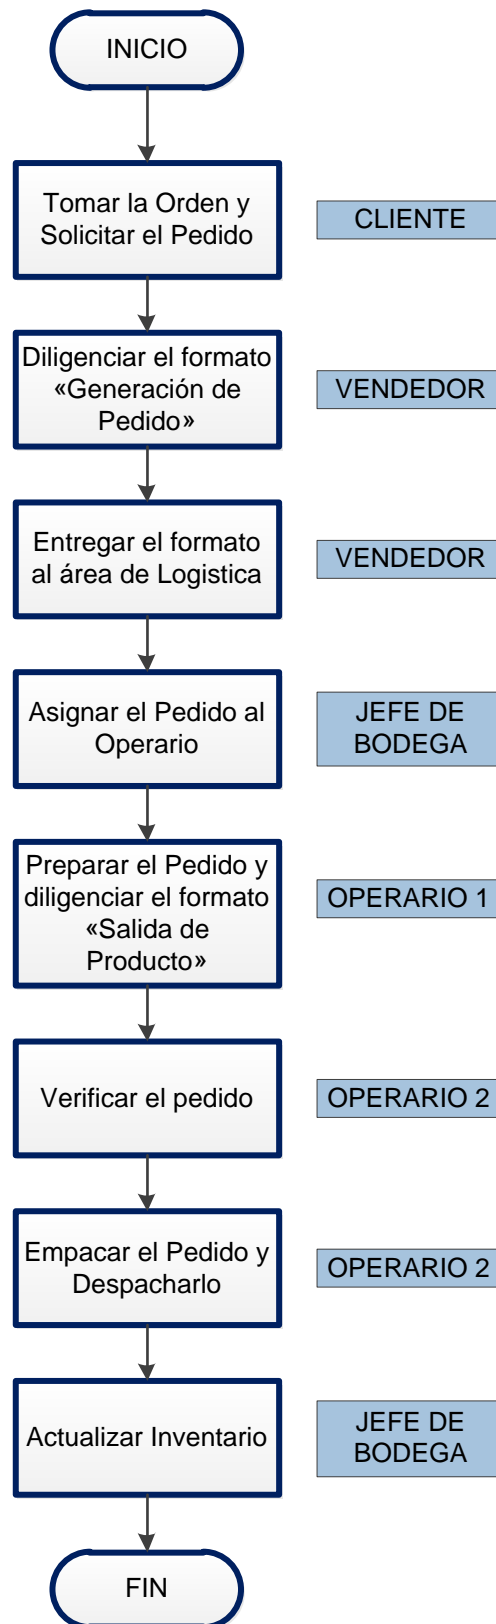 INICIO
Tomar la Orden y
Solicitar el Pedido
CLIENTE
Diligenciar el formato
«Generación de
Pedido»
VENDEDOR
Entregar el formato
al área de Logistica
VENDEDOR
Asignar el Pedido al
Operario
JEFE DE
BODEGA
Preparar el Pedido y
diligenciar el formato
«Salida de
Producto»
OPERARIO 1
Verificar el pedido
OPERARIO 2
Empacar el Pedido y
Despacharlo
OPERARIO 2
Actualizar Inventario
JEFE DE
BODEGA
FIN